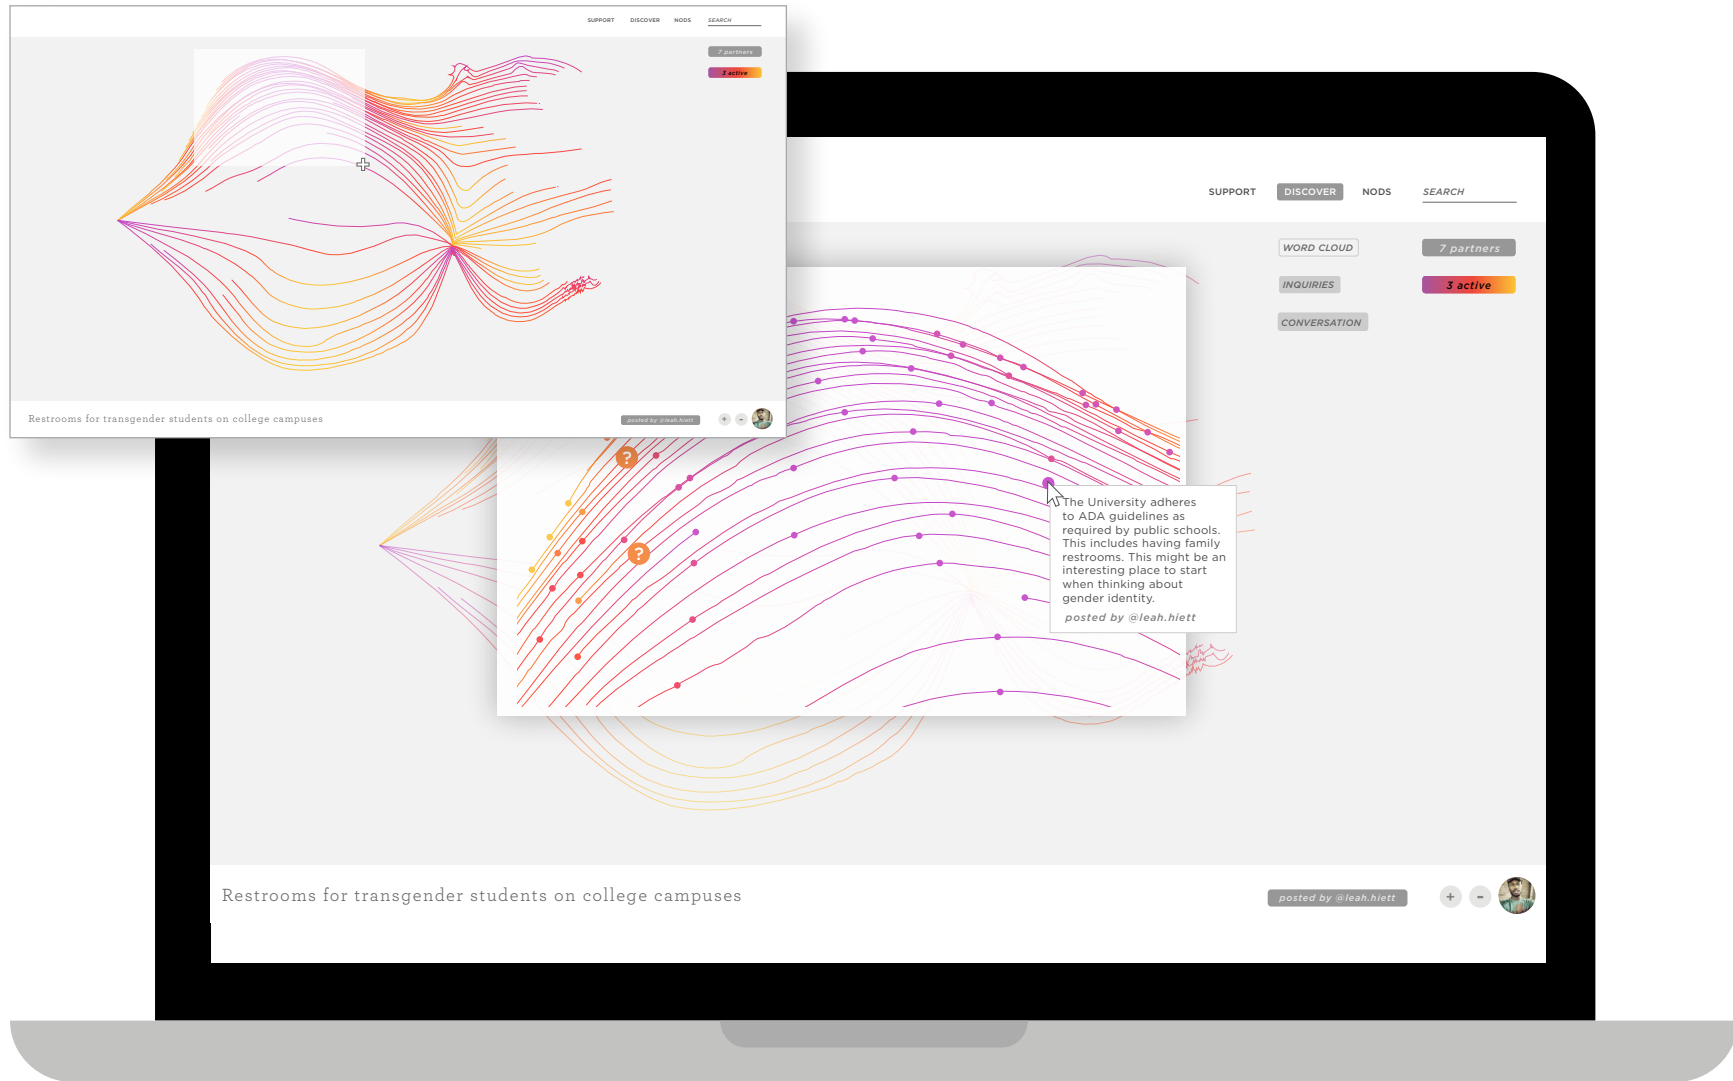 SUPPORT DISCOVER NODS SEARCH
7 partners
3 active
Restrooms for transgender students on college campuses
posted by @leah.hiett
+ -
SUPPORT DISCOVER NODS SEARCH
WORD CLOUD 7 partners
INQUIRIES 3 active
CONVERSATION
?
?
The University adheres
to ADA guidelines as
required by public schools.
This includes having family
restrooms. This might be an
interesting place to start
when thinking about
gender identity.
posted by @leah.hiett
Restrooms for transgender students on college campuses
posted by @leah.hiett
+ -